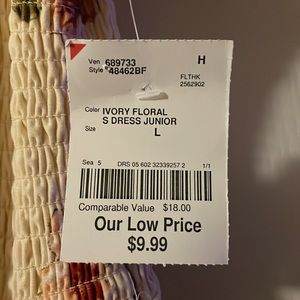 Ven 689733 H
Style *48462BF
FLTHK
2562902
Color IVORY FLORAL
S DRESS JUNIOR
Size L
Sea 5 DRS 05 602 32339257 2 1/1
Comparable Value $18.00
Our Low Price
$9.99